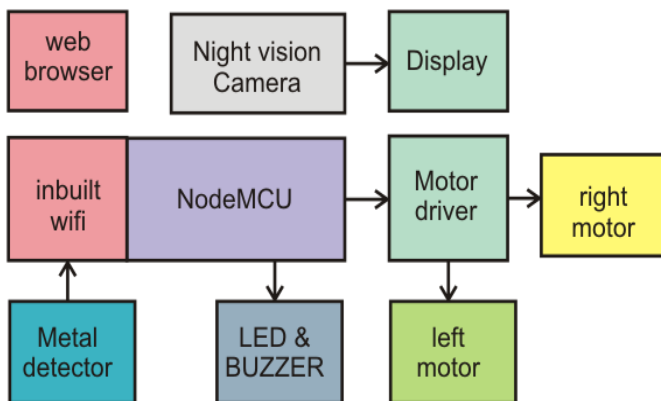 web
browser
Night vision
Camera
Display
inbuilt
wifi
NodeMCU
Motor
driver
right
motor
Metal
detector
LED &
BUZZER
left
motor